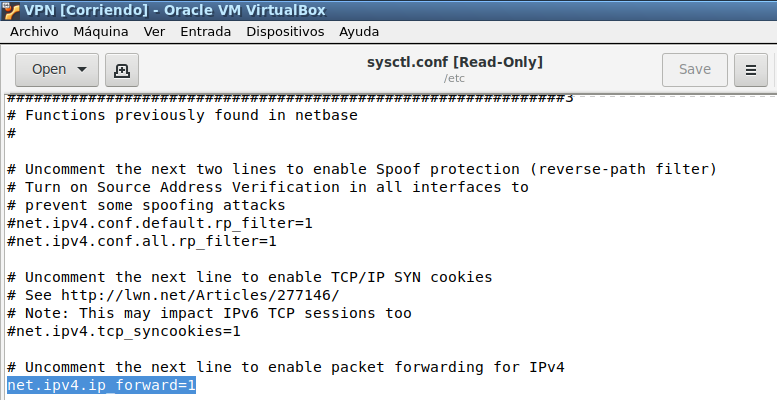 VPN [Corriendo] - Oracle VM VirtualBox
Archivo Máquina Ver Entrada Dispositivos Ayuda
Open sysctl.conf [Read-Only] Save
/etc
##############################################################3
# Functions previously found in netbase
#
# Uncomment the next two lines to enable Spoof protection (reverse-path filter)
# Turn on Source Address Verification in all interfaces to
# prevent some spoofing attacks
#net.ipv4.conf.default.rp_filter=1
#net.ipv4.conf.all.rp_filter=1
# Uncomment the next line to enable TCP/IP SYN cookies
# See http://lwn.net/Articles/277146/
# Note: This may impact IPv6 TCP sessions too
#net.ipv4.tcp_syncookies=1
# Uncomment the next line to enable packet forwarding for IPv4
net.ipv4.ip_forward=1